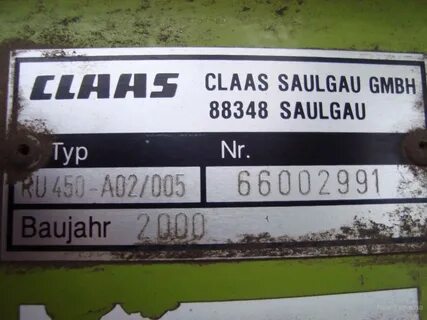 CLAAS
CLAAS SAULGAU GMBH
88348 SAULGAU
Typ Nr.
RU450-A02/005 66002991
Baujahr 2000